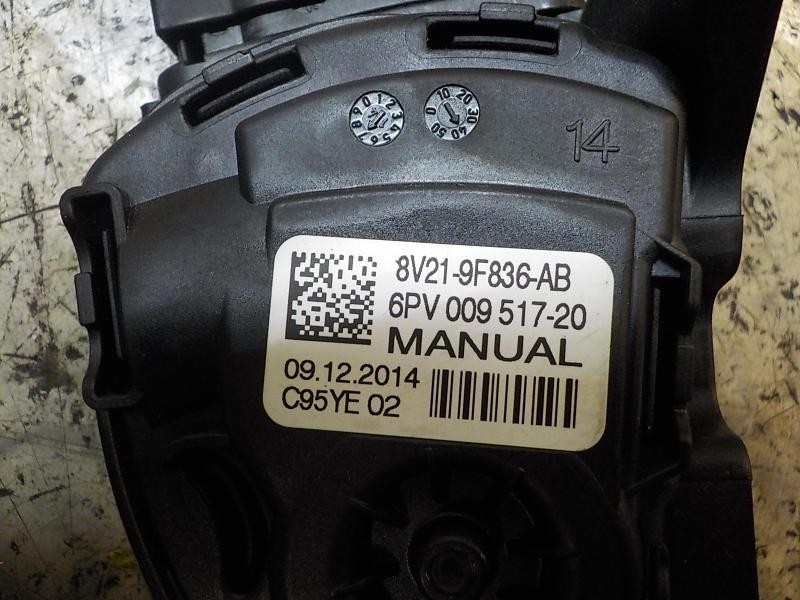 14
8V21-9F836-AB
6PV 009 517-20
MANUAL
09.12.2014
C95YE 02